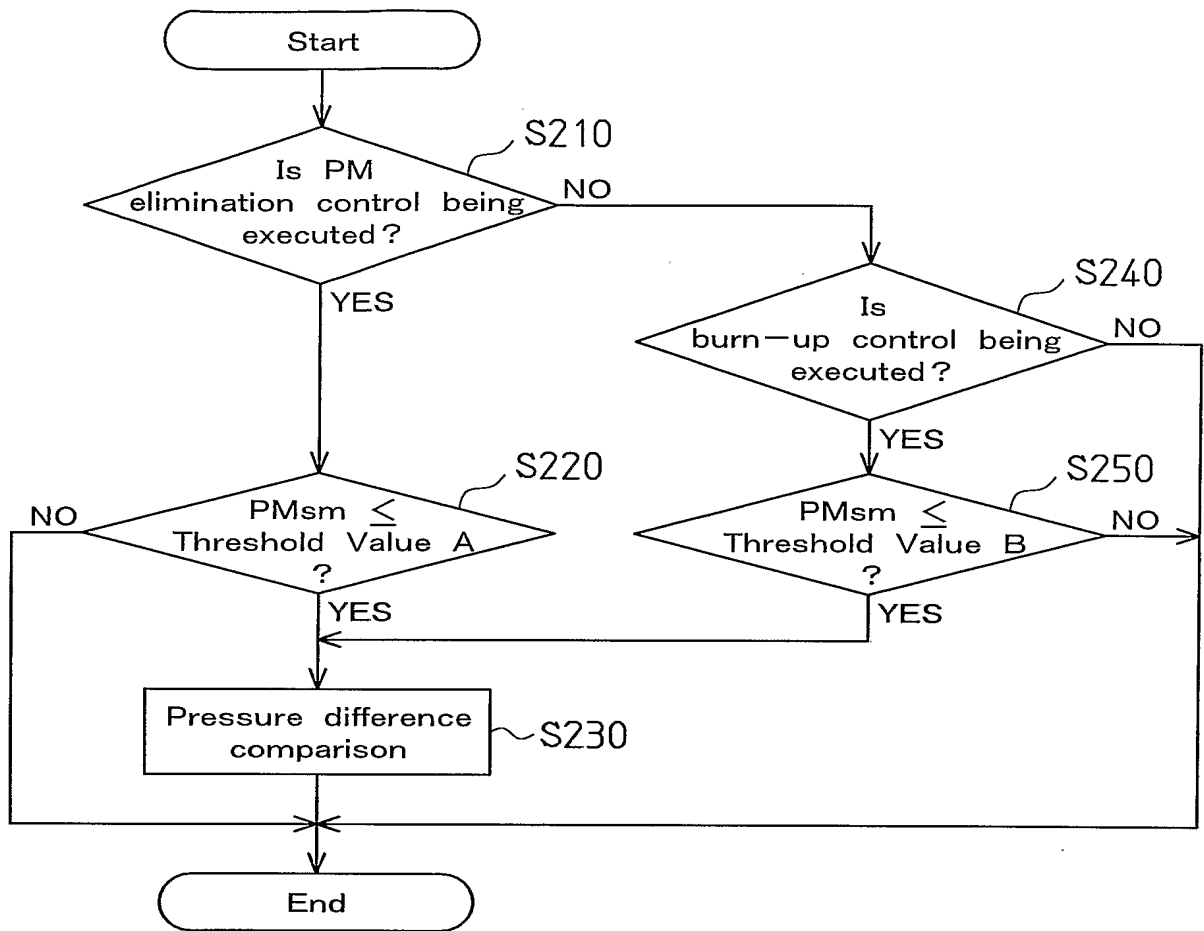 Start
S210
Is PM
elimination control being
executed?
NO
YES
S240
Is
burn-up control being
executed?
NO
YES
S220
PMsm ≤
Threshold Value A
?
NO
YES
S250
PMsm ≤
Threshold Value B
?
NO
YES
Pressure difference
comparison
S230
End